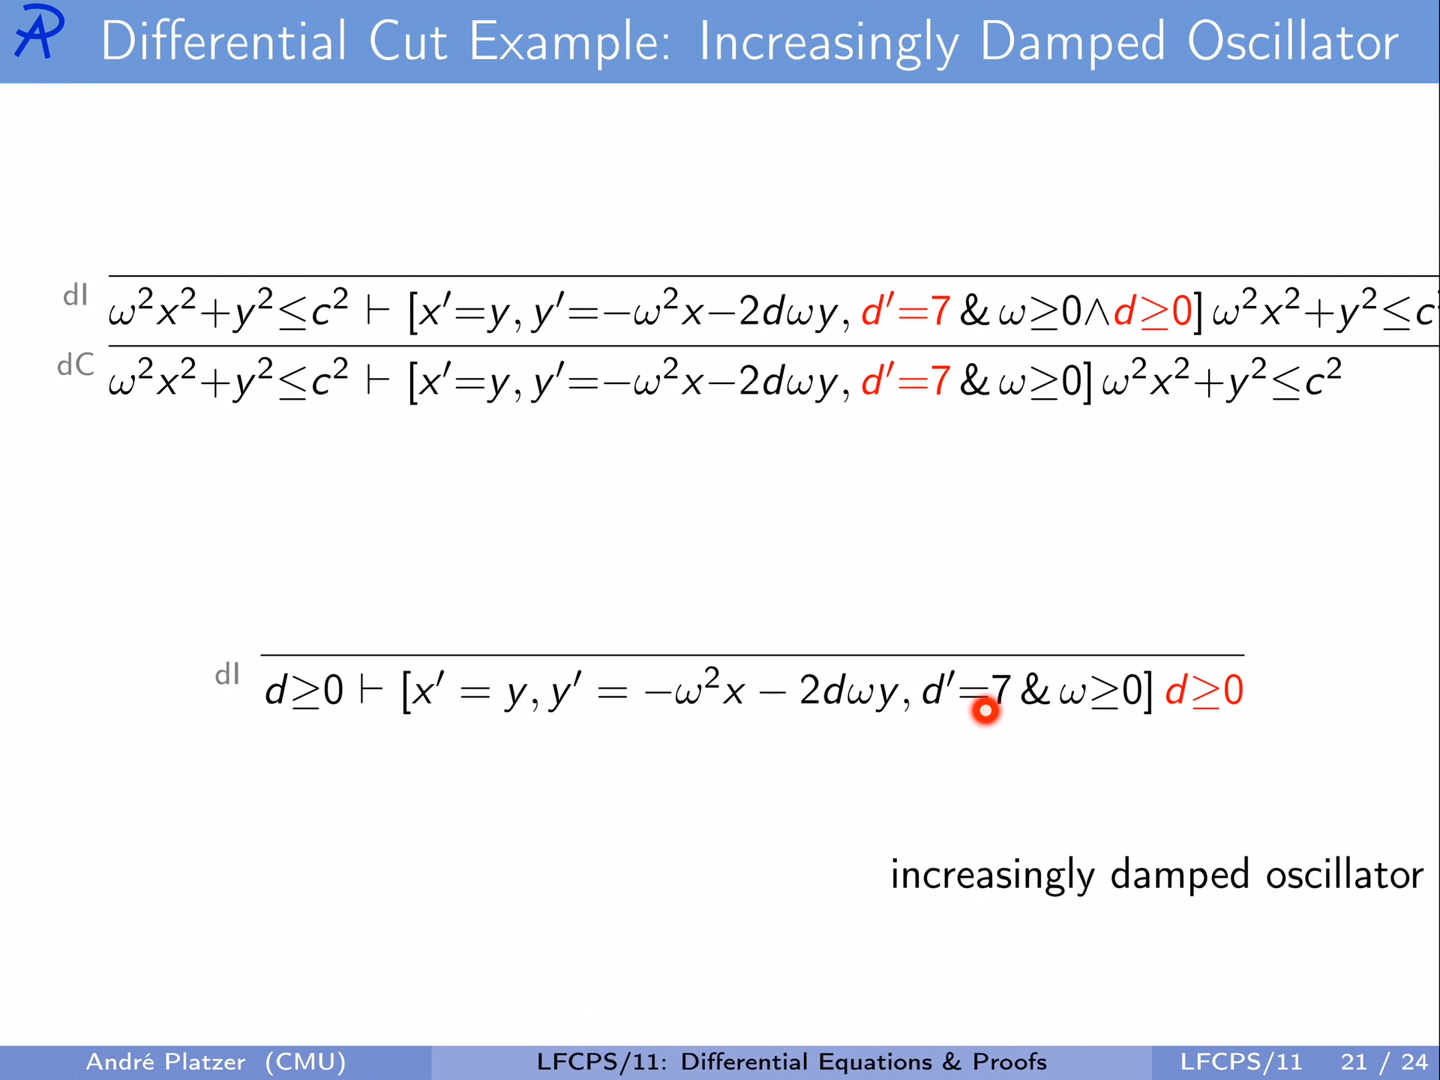 Differential Cut Example: Increasingly Damped Oscillator
dI ω²x²+y²≤c² ⊢ [x′=y, y′=−ω²x−2dωy, d′=7 & ω≥0∧d≥0] ω²x²+y²≤c²
dC ω²x²+y²≤c² ⊢ [x′=y, y′=−ω²x−2dωy, d′=7 & ω≥0] ω²x²+y²≤c²
dI d≥0 ⊢ [x′ = y, y′ = −ω²x − 2dωy, d′=7 & ω≥0] d≥0
increasingly damped oscillator
André Platzer (CMU) LFCPS/11: Differential Equations & Proofs LFCPS/11 21 / 24